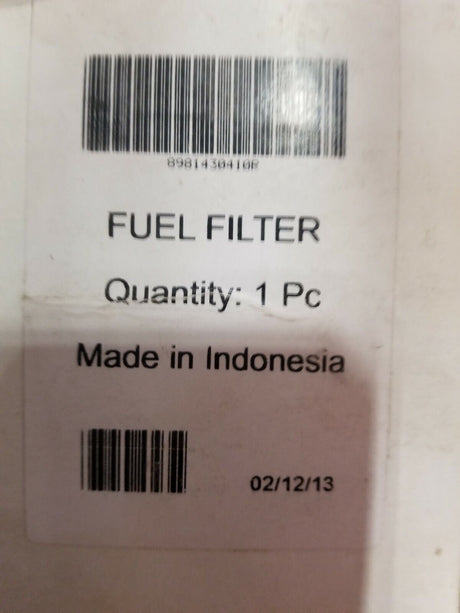 8981430410R
FUEL FILTER
Quantity: 1 Pc
Made in Indonesia
02/12/13